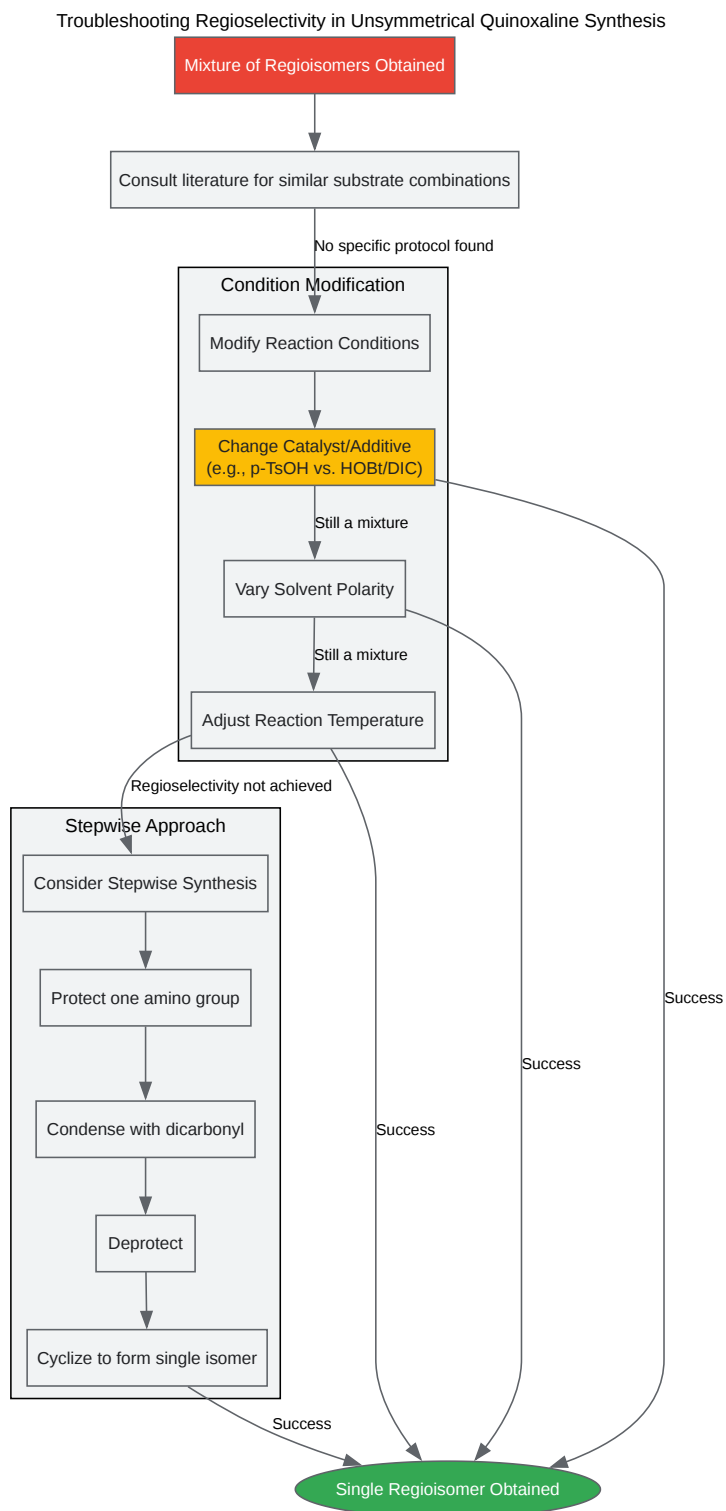 Troubleshooting Regioselectivity in Unsymmetrical Quinoxaline Synthesis
Mixture of Regioisomers Obtained
Consult literature for similar substrate combinations
No specific protocol found
Condition Modification
Modify Reaction Conditions
Change Catalyst/Additive
(e.g., p-TsOH vs. HOBt/DIC)
Still a mixture
Vary Solvent Polarity
Still a mixture
Adjust Reaction Temperature
Regioselectivity not achieved
Stepwise Approach
Consider Stepwise Synthesis
Protect one amino group
Success
Success
Condense with dicarbonyl
Success
Deprotect
Cyclize to form single isomer
Success
Single Regioisomer Obtained